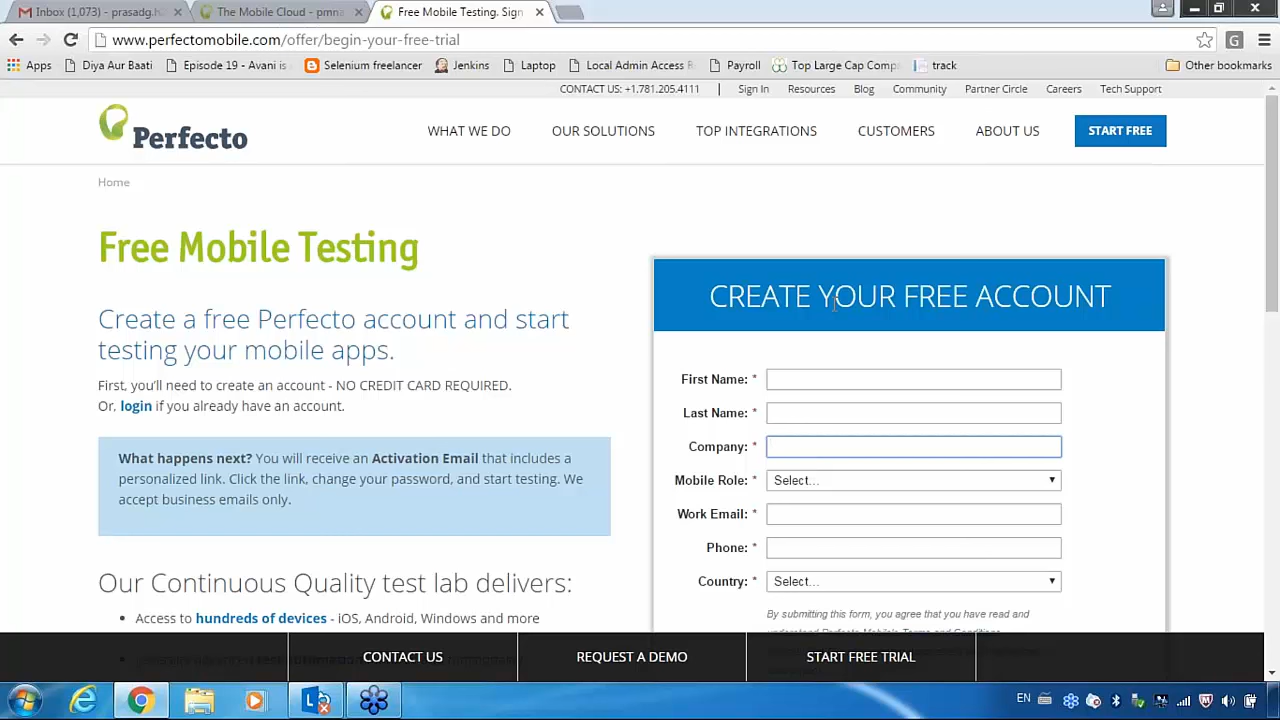 Inbox (1,073) - prasadg.h
The Mobile Cloud - pmna
Free Mobile Testing. Sign
www.perfectomobile.com/offer/begin-your-free-trial
Apps
Diya Aur Baati
Episode 19 - Avani is
Selenium freelancer
Jenkins
Laptop
Local Admin Access R
Payroll
Top Large Cap Comp
track
Other bookmarks
CONTACT US: +1.781.205.4111 | Sign In Resources Blog Community Partner Circle Careers Tech Support
Perfecto
WHAT WE DO OUR SOLUTIONS TOP INTEGRATIONS CUSTOMERS ABOUT US START FREE
Home
Free Mobile Testing
Create a free Perfecto account and start
testing your mobile apps.
First, you'll need to create an account - NO CREDIT CARD REQUIRED.
Or, login if you already have an account.
What happens next? You will receive an Activation Email that includes a
personalized link. Click the link, change your password, and start testing. We
accept business emails only.
Our Continuous Quality test lab delivers:
• Access to hundreds of devices - iOS, Android, Windows and more
CREATE YOUR FREE ACCOUNT
First Name: *
Last Name: *
Company: *
Mobile Role: * Select...
Work Email: *
Phone: *
Country: * Select...
By submitting this form, you agree that you have read and
understand Perfecto Mobile's Terms and Conditions
CONTACT US
REQUEST A DEMO
START FREE TRIAL
EN